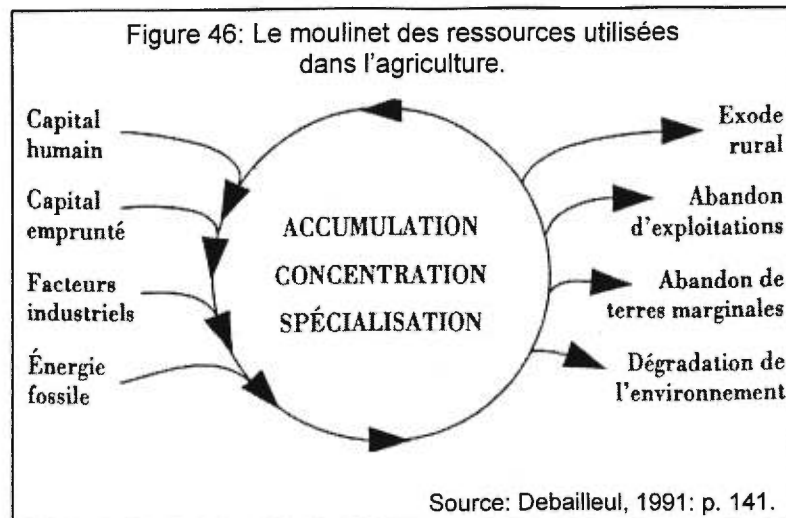 Figure 46: Le moulinet des ressources utilisées
dans l'agriculture.
Capital
humain
Capital
emprunté
Facteurs
industriels
Énergie
fossile
ACCUMULATION
CONCENTRATION
SPÉCIALISATION
Exode
rural
Abandon
d'exploitations
Abandon de
terres marginales
Dégradation de
l'environnement
Source: Debailleul, 1991: p. 141.